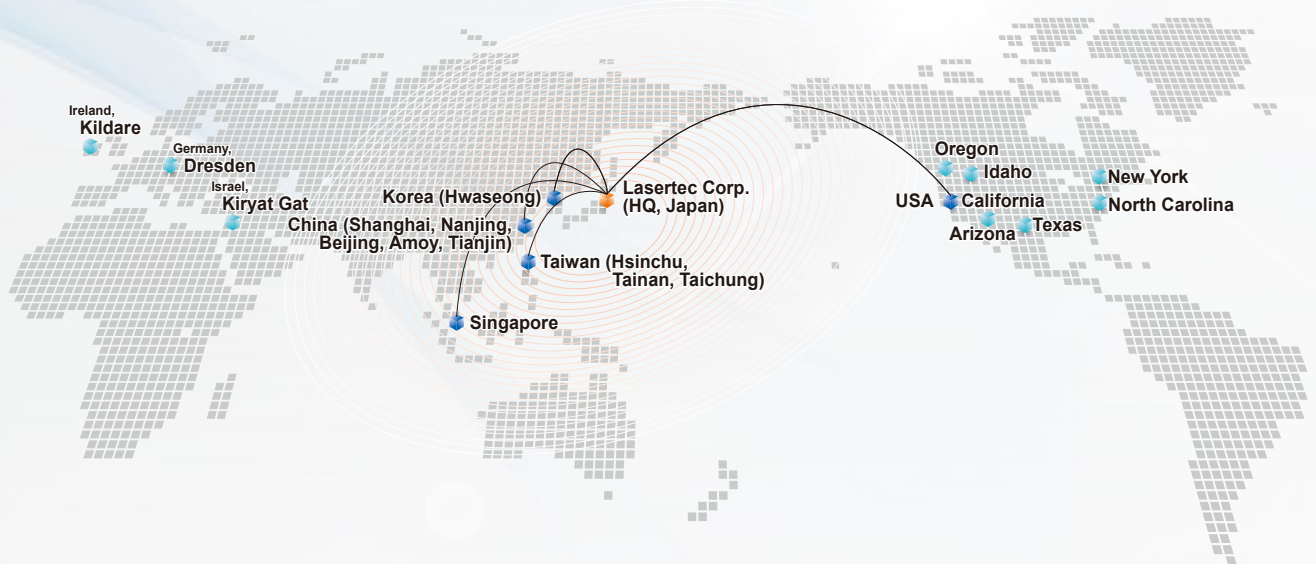 Ireland,
Kildare
Germany,
Dresden
Israel,
Kiryat Gat
Korea (Hwaseong)
China (Shanghai, Nanjing,
Beijing, Amoy, Tianjin)
Lasertec Corp.
(HQ, Japan)
Taiwan (Hsinchu,
Tainan, Taichung)
Singapore
Oregon
Idaho
USA California
Arizona
Texas
New York
North Carolina